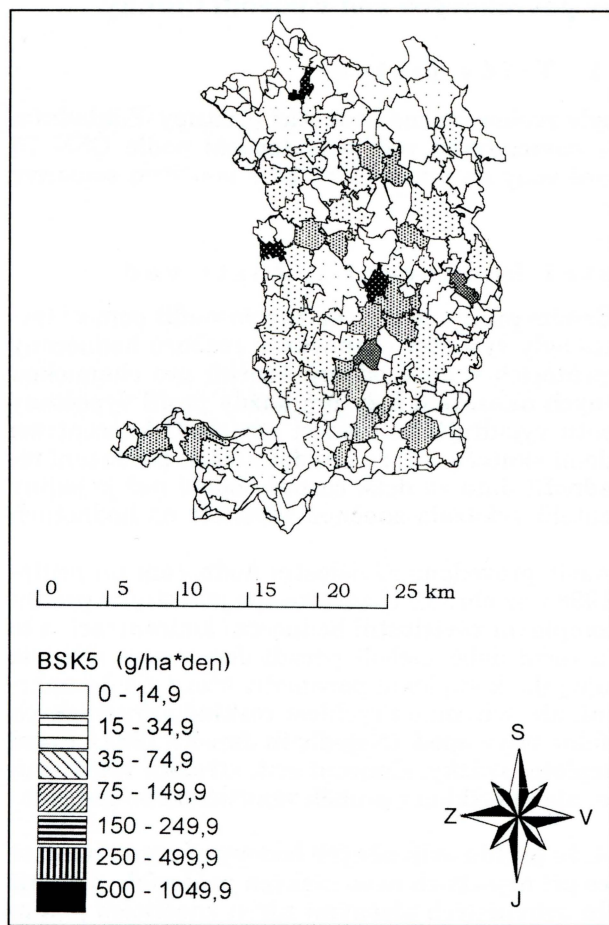 0 5 10 15 20 25 km
BSK5 (g/ha*den)
0 - 14,9
15 - 34,9
35 - 74,9
75 - 149,9
150 - 249,9
250 - 499,9
500 - 1049,9
S
Z V
J